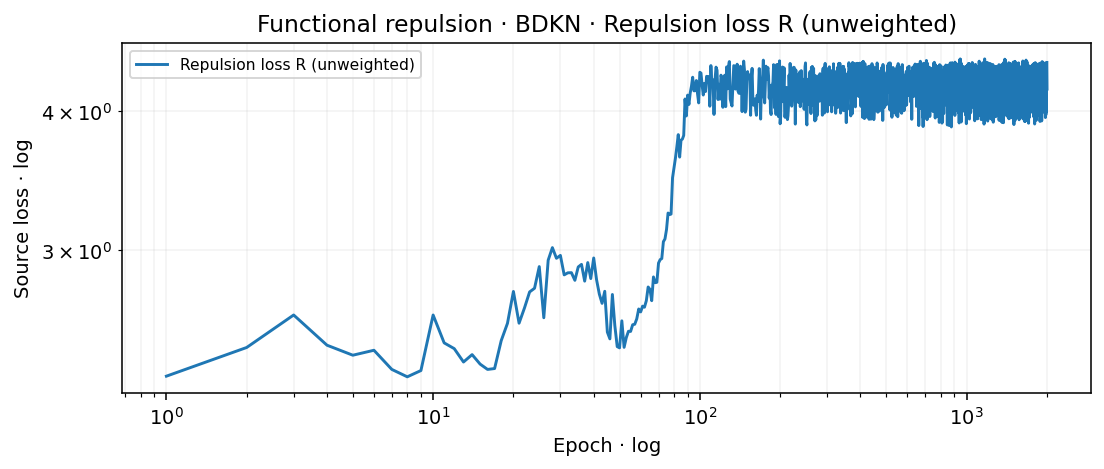 Functional repulsion · BDKN · Repulsion loss R (unweighted)
Repulsion loss R (unweighted)
Source loss · log
4 × 10⁰
3 × 10⁰
10⁰ 10¹ 10² 10³
Epoch · log